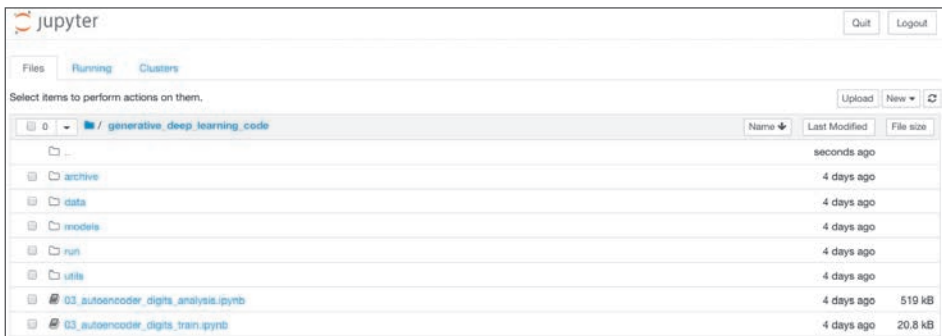 jupyter Quit Logout
Files Running Clusters
Select items to perform actions on them. Upload New
0 / generative_deep_learning_code Name Last Modified File size
.. seconds ago
archive 4 days ago
data 4 days ago
models 4 days ago
run 4 days ago
utils 4 days ago
03_autoencoder_digits_analysis.ipynb 4 days ago 519 kB
03_autoencoder_digits_train.ipynb 4 days ago 20.8 kB